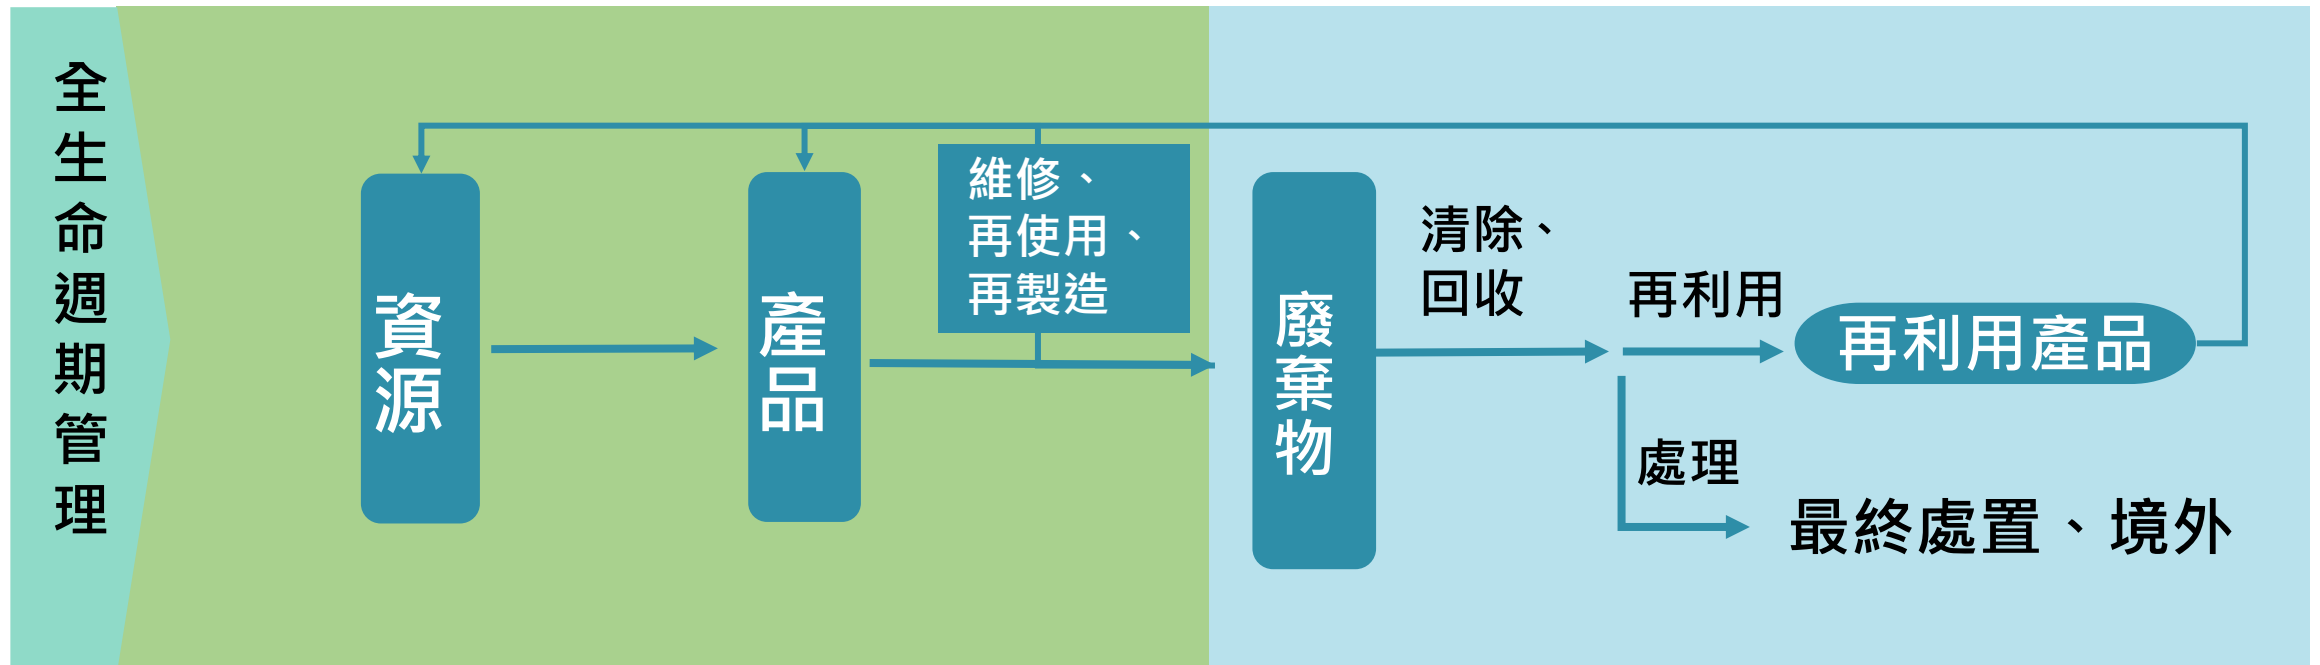 全生命週期管理
資源
產品
維修、
再使用、
再製造
廢棄物
清除、
回收
再利用
再利用產品
處理
最終處置、境外